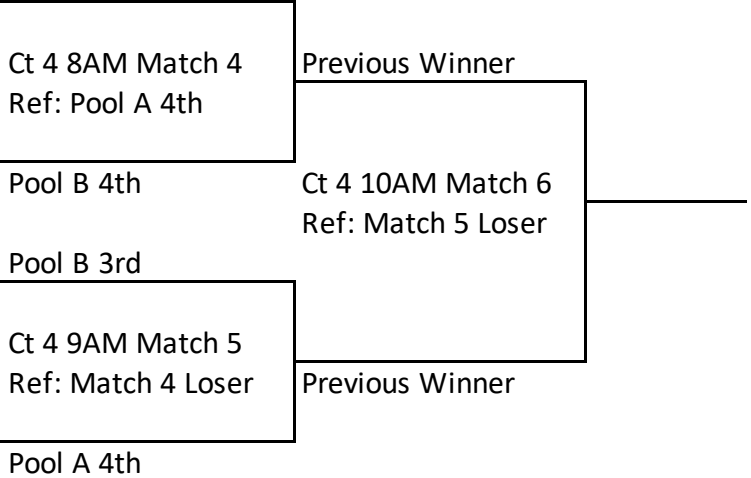 Ct 4 8AM Match 4
Ref: Pool A 4th
Pool B 4th
Pool B 3rd
Ct 4 9AM Match 5
Ref: Match 4 Loser
Pool A 4th
Previous Winner
Ct 4 10AM Match 6
Ref: Match 5 Loser
Previous Winner